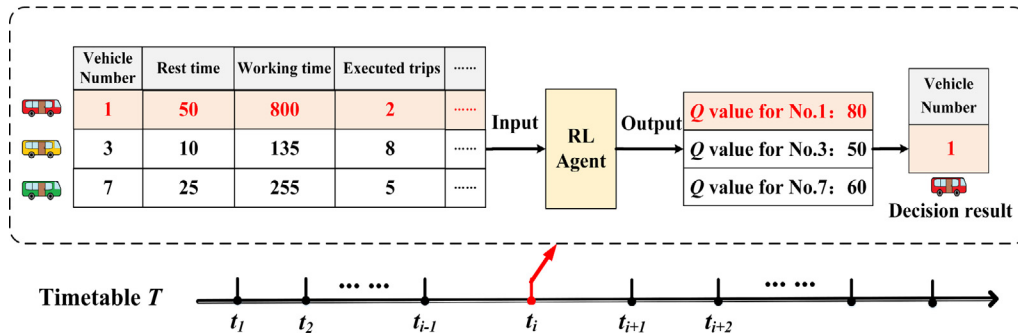 Vehicle Number Rest time Working time Executed trips ......
1 50 800 2 ......
3 10 135 8 ......
7 25 255 5 ......
Input
RL
Agent
Output
Q value for No.1: 80
Q value for No.3: 50
Q value for No.7: 60
Vehicle
Number
1
Decision result
Timetable T
... ... ... ...
t1 t2 ti-1 ti ti+1 ti+2